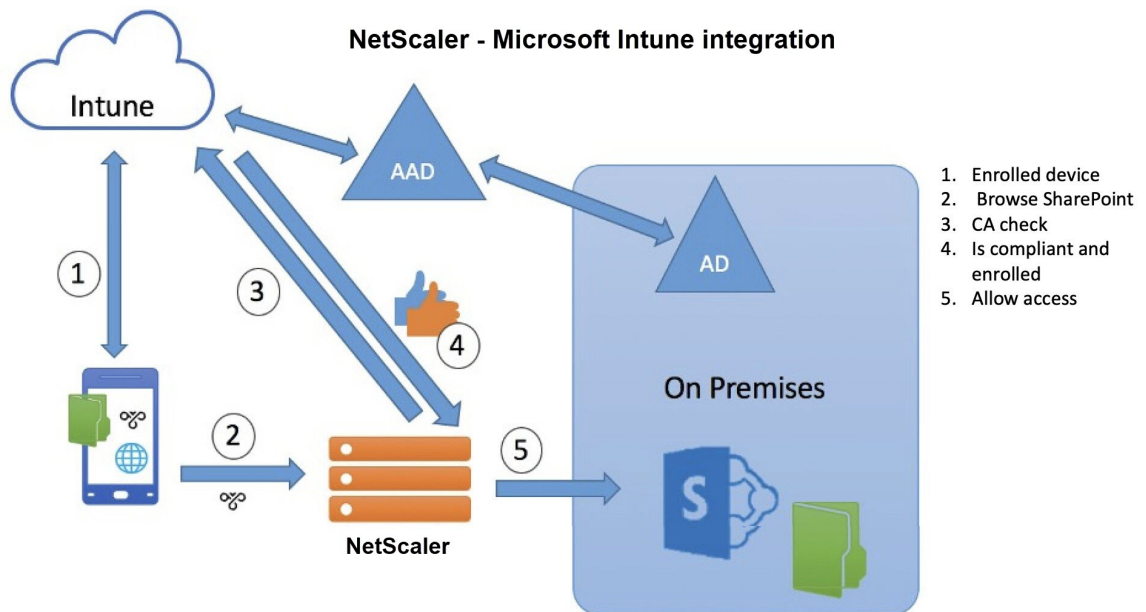 NetScaler - Microsoft Intune integration
Intune
AAD
AD
1
3
4
2
5
On Premises
S
NetScaler
1. Enrolled device
2. Browse SharePoint
3. CA check
4. Is compliant and
enrolled
5. Allow access